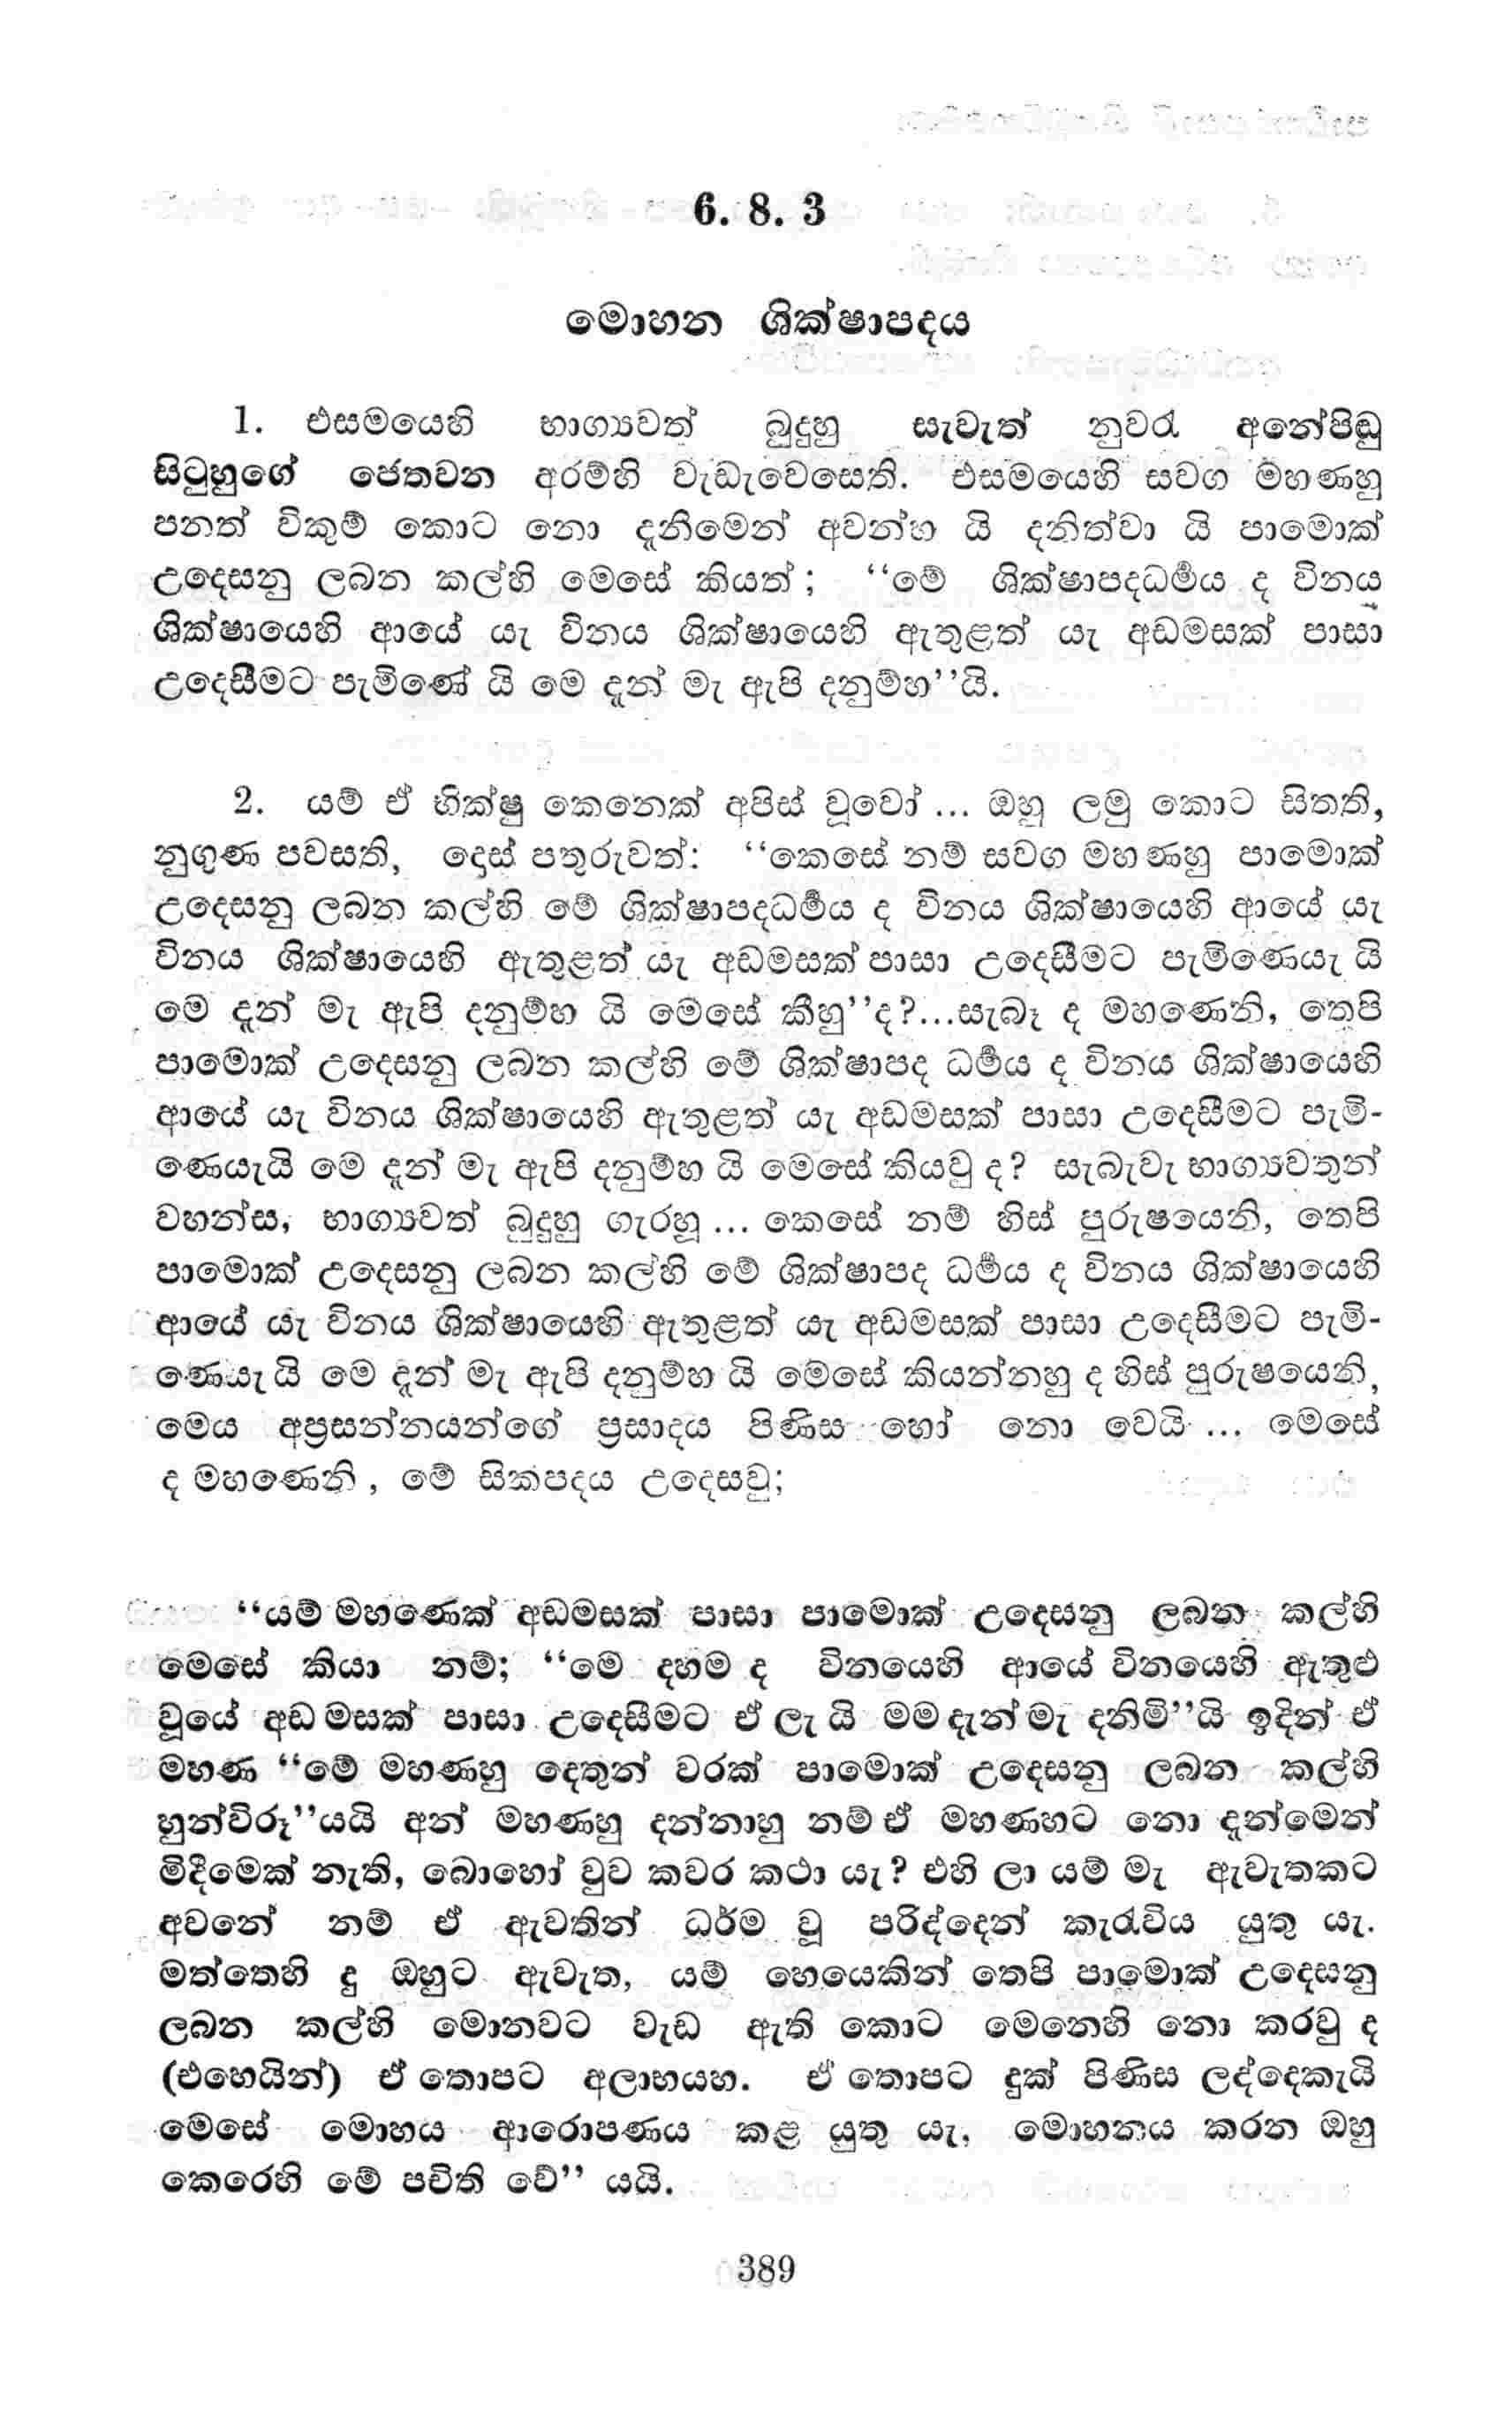 6. 8. 3
මොහන ශික්ෂාපදය
1. එසමයෙහි භාග්‍යවත් බුදුහු සැවැත් නුවරැ අනේපිඬු
සිටුහුගේ ජෙතවන අරම්හි වැඩැවෙසෙති. එසමයෙහි සවග මහණහු
පනත් විකුම් කොට නො දැනීමෙන් අවන්හ යි දනිත්වා යි පාමොක්
උදෙසනු ලබන කල්හි මෙසේ කියත් ; “මේ ශික්ෂාපදධර්‍මය ද විනය
ශික්ෂායෙහි ආයේ යැ විනය ශික්ෂායෙහි ඇතුළත් යැ අඩමසක් පාසා
උදෙසීමට පැමිණේ යි මෙ දැන් මැ ඇපි දනුම්හ”යි.
2. යම් ඒ භික්ෂු කෙනෙක් අපිස් වූවෝ ... ඔහු ලමු කොට සිතති,
නුගුණ පවසති, දොස් පතුරුවත්: “කෙසේ නම් සවග මහණහු පාමොක්
උදෙසනු ලබන කල්හි මේ ශික්ෂාපදධර්‍මය ද විනය ශික්ෂායෙහි ආයේ යැ
විනය ශික්ෂායෙහි ඇතුළත් යැ අඩමසක් පාසා උදෙසීමට පැමිණෙයැ යි
මෙ දැන් මැ ඇපි දනුම්හ යි මෙසේ කීහු”ද?...සැබෑ ද මහණෙනි, තෙපි
පාමොක් උදෙසනු ලබන කල්හි මේ ශික්ෂාපද ධර්‍මය ද විනය ශික්ෂායෙහි
ආයේ යැ විනය ශික්ෂායෙහි ඇතුළත් යැ අඩමසක් පාසා උදෙසීමට පැමි-
ණෙයැයි මෙ දැන් මැ ඇපි දනුම්හ යි මෙසේ කියවු ද? සැබැවැ භාග්‍යවතුන්
වහන්ස, භාග්‍යවත් බුදුහු ගැරහූ ... කෙසේ නම් හිස් පුරුෂයෙනි, තෙපි
පාමොක් උදෙසනු ලබන කල්හි මේ ශික්ෂාපද ධර්‍මය ද විනය ශික්ෂායෙහි
ආයේ යැ විනය ශික්ෂායෙහි ඇතුළත් යැ අඩමසක් පාසා උදෙසීමට පැමි-
ණෙයැ යි මෙ දැන් මැ ඇපි දනුම්හ යි මෙසේ කියන්නහු ද හිස් පුරුෂයෙනි,
මෙය අප්‍රසන්නයන්ගේ ප්‍රසාදය පිණිස හෝ නො වෙයි ... මෙසේ
ද මහණෙනි, මේ සිකපදය උදෙසවු;
“යම් මහණෙක් අඩමසක් පාසා පාමොක් උදෙසනු ලබන කල්හි
මෙසේ කියා නම්; “මෙ දහම ද විනයෙහි ආයේ විනයෙහි ඇතුළු
වූයේ අඩ මසක් පාසා උදෙසීමට ඒ ලැ යි මම දැන් මැ දනිමි”යි ඉදින් ඒ
මහණ “මේ මහණහු දෙතුන් වරක් පාමොක් උදෙසනු ලබන කල්හි
හුන්විරූ”යයි අන් මහණහු දන්නාහු නම් ඒ මහණහට නො දැන්මෙන්
මිදීමෙක් නැති, බොහෝ වුව කවර කථා යැ? එහි ලා යම් මැ ඇවැතකට
අවනේ නම් ඒ ඇවතින් ධර්ම වූ පරිද්දෙන් කැරැවිය යුතු යැ.
මත්තෙහි දු ඔහුට ඇවැත, යම් හෙයෙකින් තෙපි පාමොක් උදෙසනු
ලබන කල්හි මොනවට වැඩ ඇති කොට මෙනෙහි නො කරවු ද
(එහෙයින්) ඒ තොපට අලාභයහ. ඒ තොපට දුක් පිණිස ලද්දෙකැයි
මෙසේ මොහය ආරොපණය කළ යුතු යැ, මොහනය කරන ඔහු
කෙරෙහි මේ පචිති වේ” යයි.
389